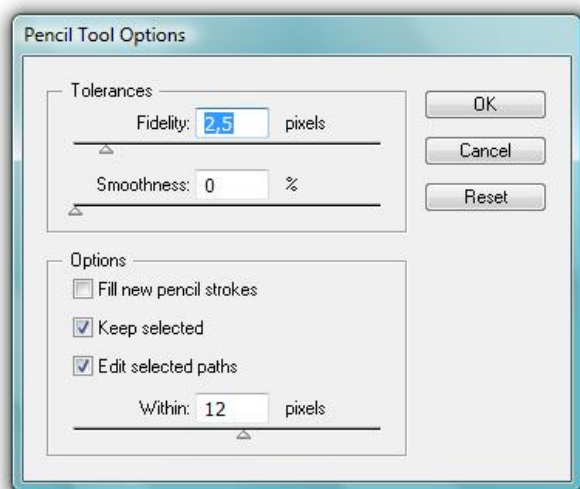 Pencil Tool Options
Tolerances
Fidelity: 2,5 pixels
Smoothness: 0 %
OK
Cancel
Reset
Options
Fill new pencil strokes
Keep selected
Edit selected paths
Within: 12 pixels